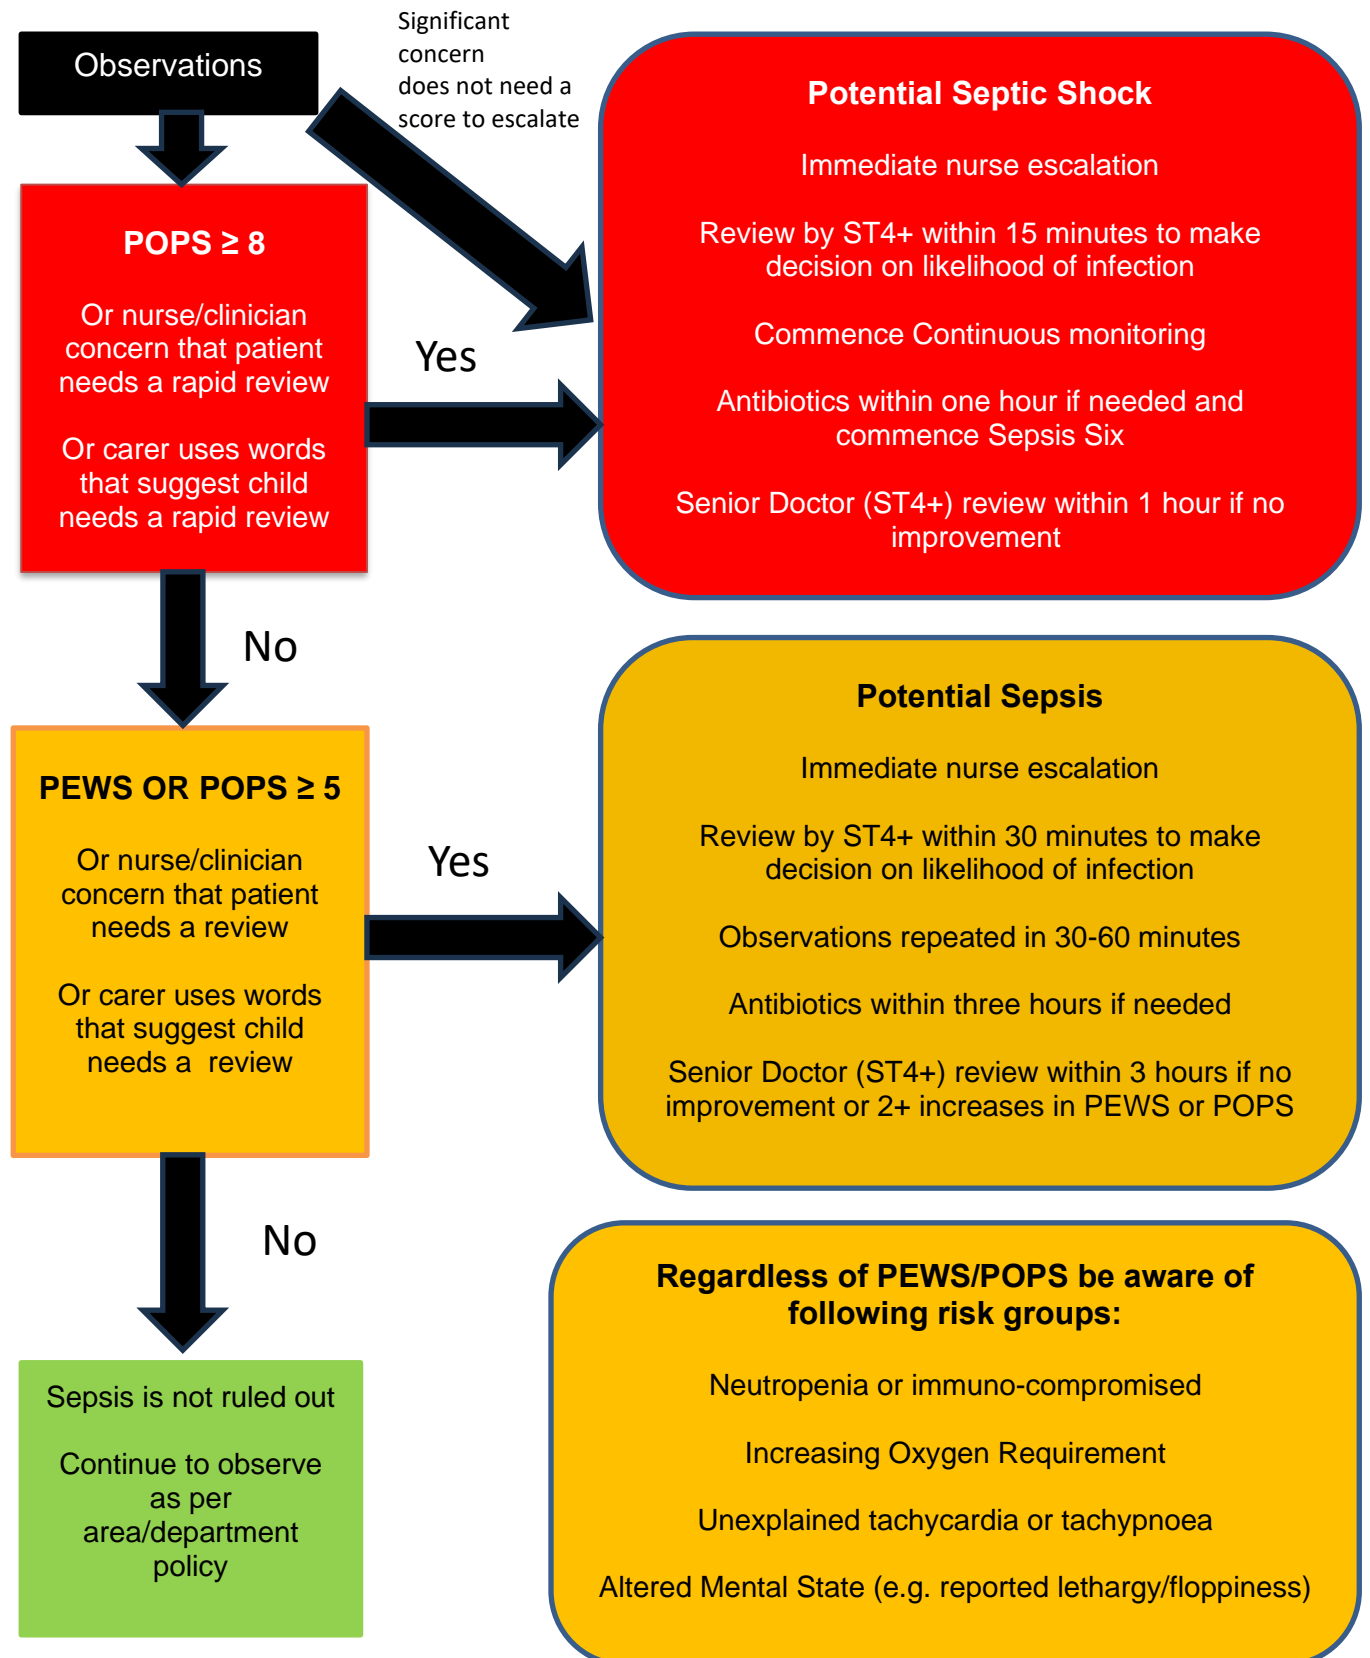 Observations
Significant
concern
does not need a
score to escalate
POPS ≥ 8
Or nurse/clinician
concern that patient
needs a rapid review
Or carer uses words
that suggest child
needs a rapid review
Yes
Potential Septic Shock
Immediate nurse escalation
Review by ST4+ within 15 minutes to make
decision on likelihood of infection
Commence Continuous monitoring
Antibiotics within one hour if needed and
commence Sepsis Six
Senior Doctor (ST4+) review within 1 hour if no
improvement
No
PEWS OR POPS ≥ 5
Or nurse/clinician
concern that patient
needs a review
Or carer uses words
that suggest child
needs a  review
Yes
Potential Sepsis
Immediate nurse escalation
Review by ST4+ within 30 minutes to make
decision on likelihood of infection
Observations repeated in 30-60 minutes
Antibiotics within three hours if needed
Senior Doctor (ST4+) review within 3 hours if no
improvement or 2+ increases in PEWS or POPS
No
Sepsis is not ruled out
Continue to observe
as per
area/department
policy
Regardless of PEWS/POPS be aware of
following risk groups:
Neutropenia or immuno-compromised
Increasing Oxygen Requirement
Unexplained tachycardia or tachypnoea
Altered Mental State (e.g. reported lethargy/floppiness)